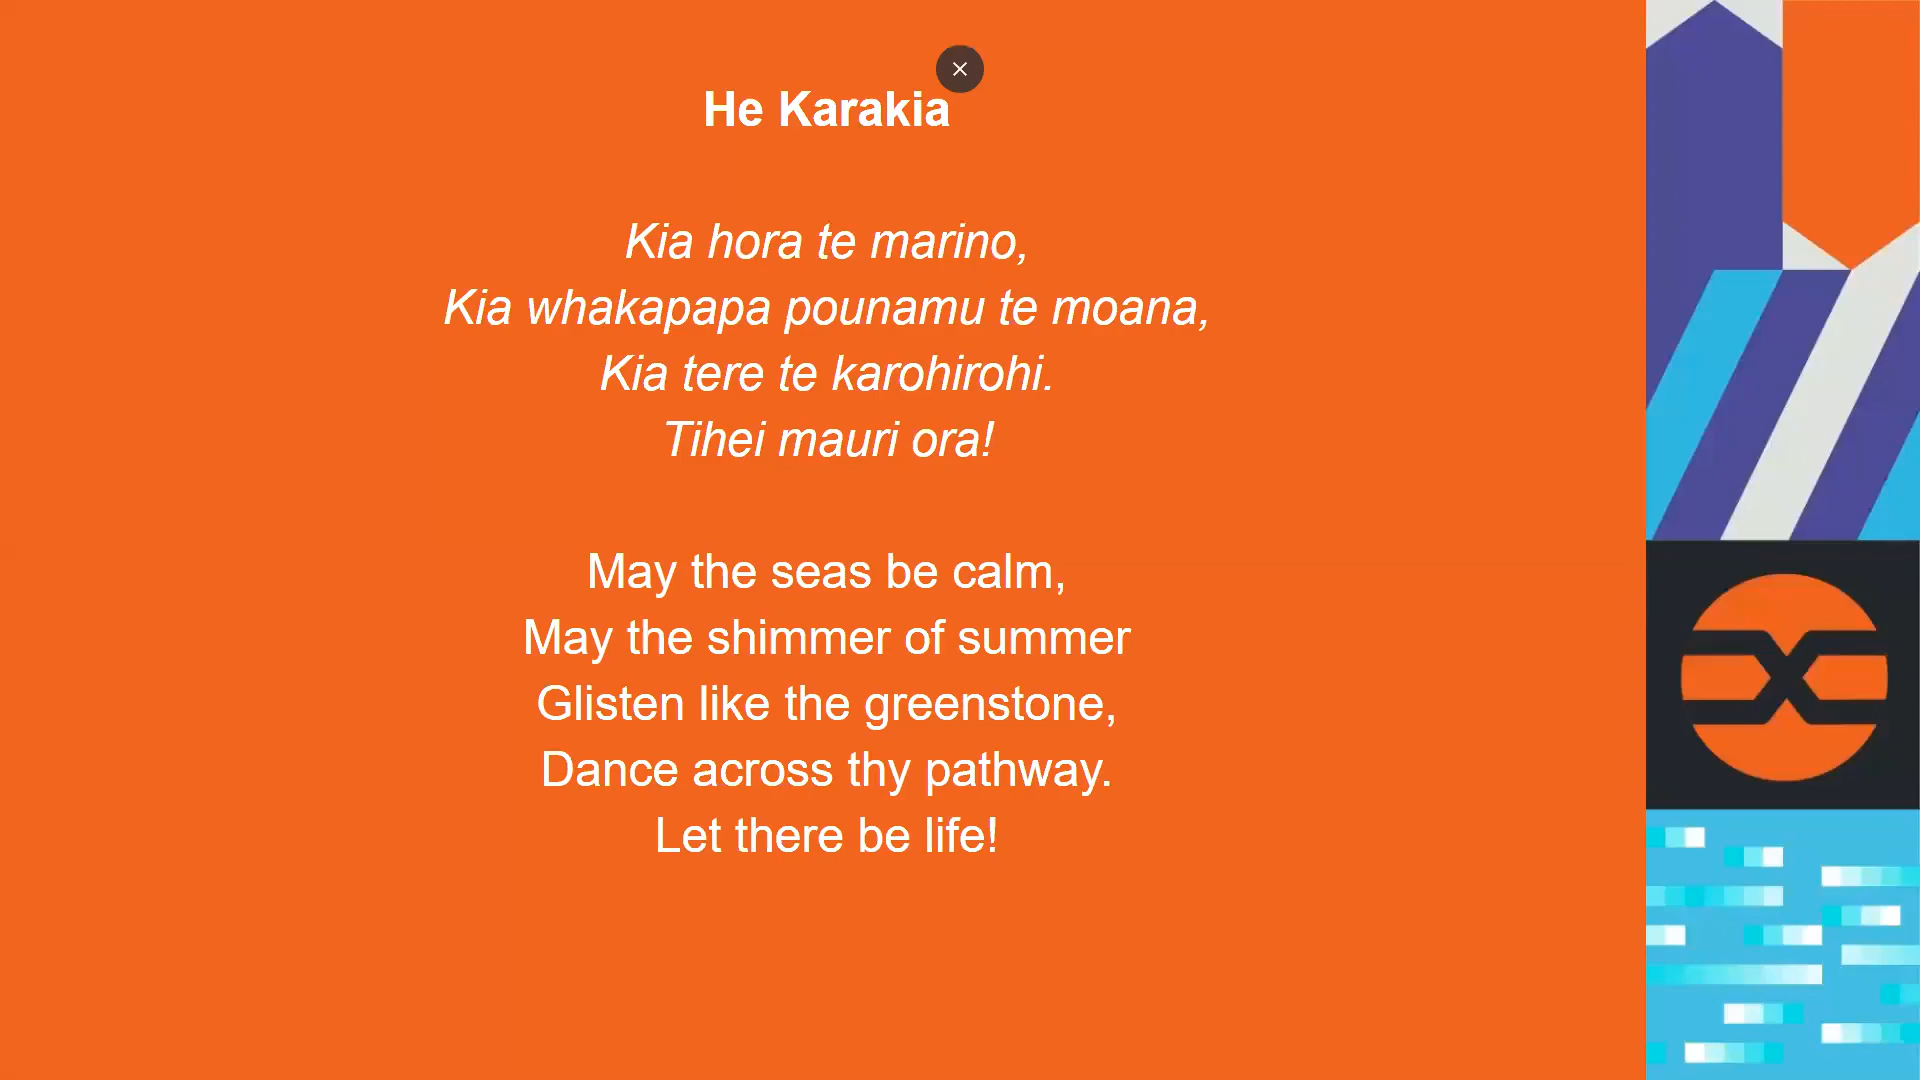 He Karakia
Kia hora te marino,
Kia whakapapa pounamu te moana,
Kia tere te karohirohi.
Tihei mauri ora!
May the seas be calm,
May the shimmer of summer
Glisten like the greenstone,
Dance across thy pathway.
Let there be life!